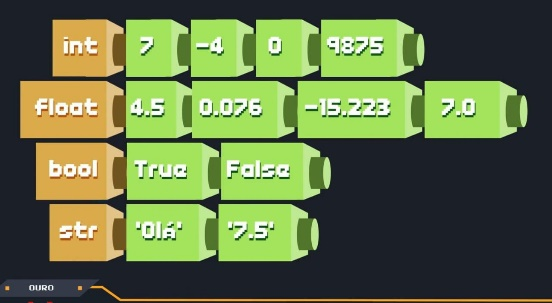 int 7 -4 0 9875
float 4.5 0.076 -15.223 7.0
bool True False
str 'Olá' '7.5'
OURO